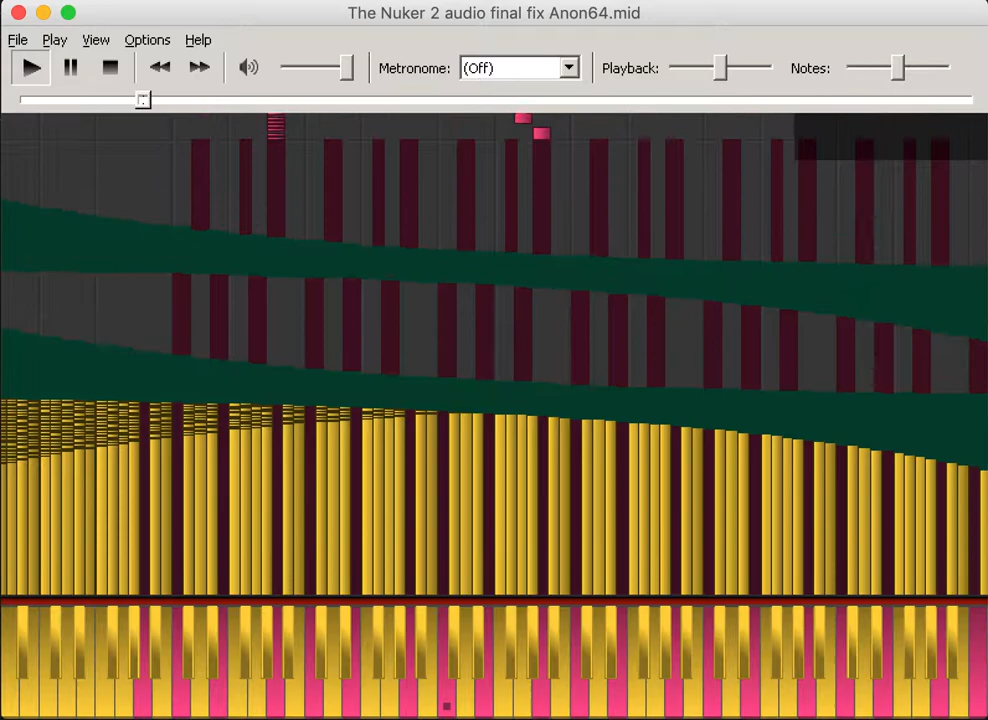 The Nuker 2 audio final fix Anon64.mid
File Play View Options Help
Metronome: (Off) Playback: Notes: